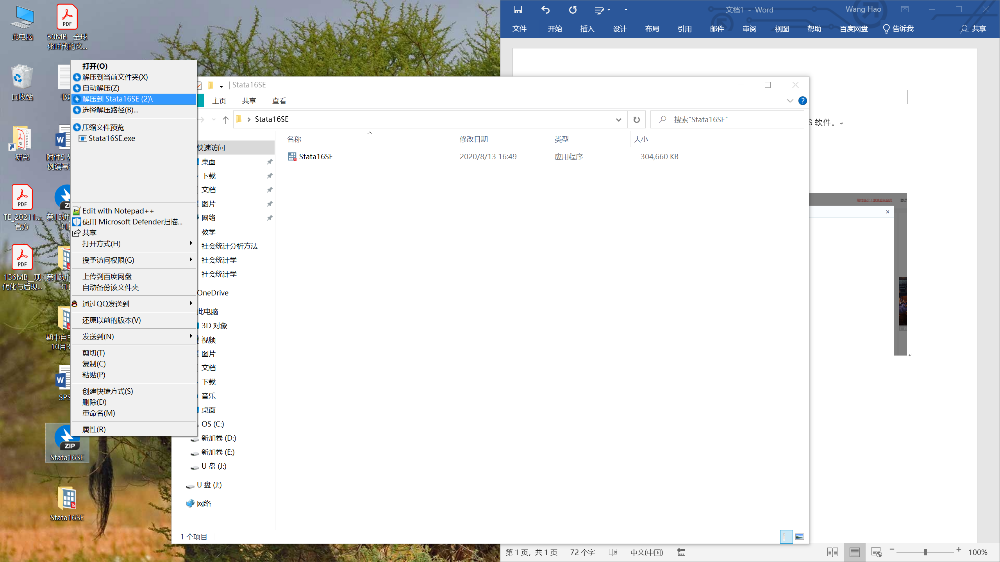 此电脑
50MB__全球
化时代的文...
回收站
研究
附件5
TE_20211...
官方
第13讲
156MB__现
代化与后现...
第13讲
期中自主
_10月3
SPS
Stata16SE
Stata16SE
打开(O)
解压到当前文件夹(X)
自动解压(Z)
解压到 Stata16SE (2)\
选择解压路径(B)...
压缩文件预览
Stata16SE.exe
Edit with Notepad++
使用 Microsoft Defender扫描...
共享
打开方式(H)
授予访问权限(G)
上传到百度网盘
自动备份该文件夹
通过QQ发送到
还原以前的版本(V)
发送到(N)
剪切(T)
复制(C)
粘贴(P)
创建快捷方式(S)
删除(D)
重命名(M)
属性(R)
Stata16SE
主页 共享 查看
Stata16SE
搜索"Stata16SE"
名称 修改日期 类型 大小
Stata16SE 2020/8/13 16:49 应用程序 304,660 KB
快速访问
桌面
下载
文档
图片
网络
教学
社会统计分析方法
社会统计学
社会统计学
OneDrive
此电脑
3D 对象
视频
图片
文档
下载
音乐
桌面
OS (C:)
新加卷 (D:)
新加卷 (E:)
U 盘 (J:)
U 盘 (J:)
网络
1 个项目
文档1 - Word
Wang Hao
文件 开始 插入 设计 布局 引用 邮件 审阅 视图 帮助 百度网盘 告诉我 共享
S 软件。
限时低价！激活超级会员 登录
第 1 页，共 1 页 72 个字 中文(中国) 100%